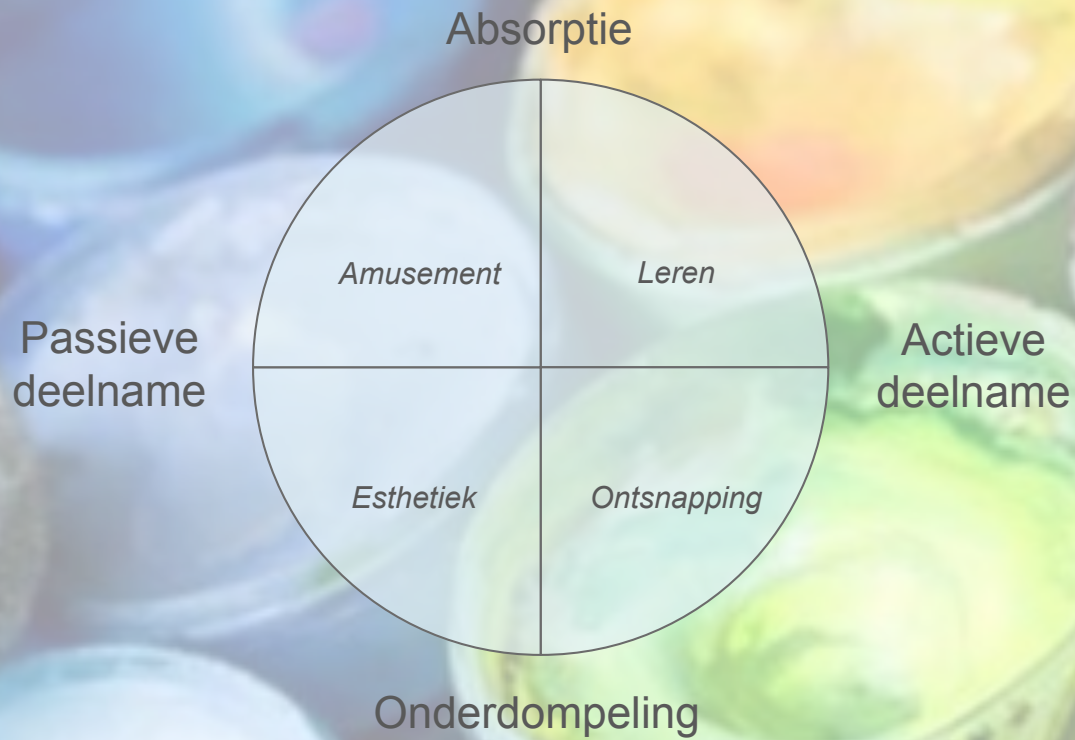 Absorptie
Amusement
Leren
Passieve
deelname
Actieve
deelname
Esthetiek
Ontsnapping
Onderdompeling